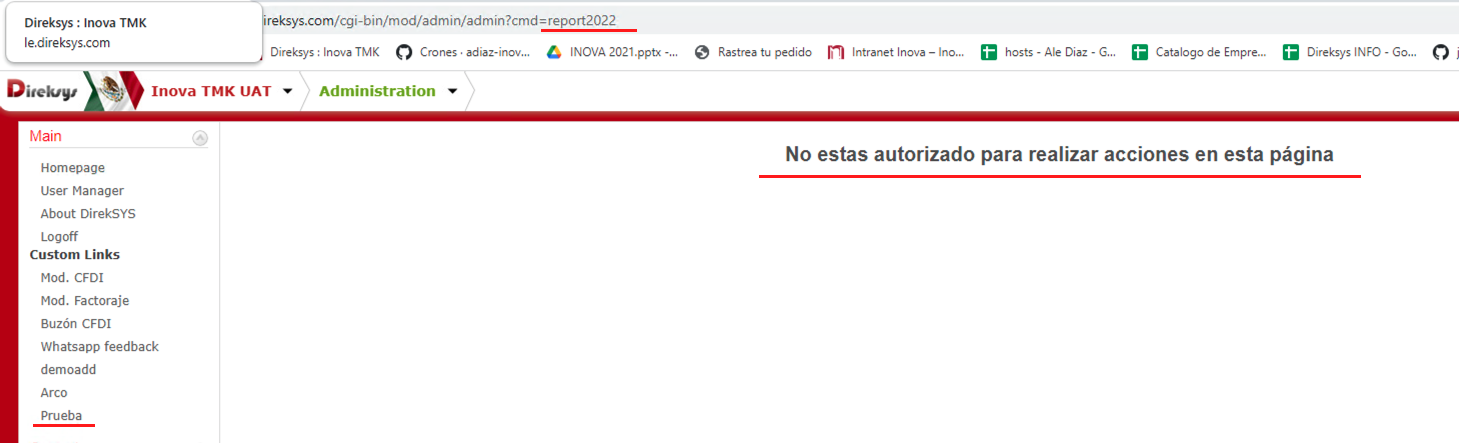 Direksys : Inova TMK
le.direksys.com
ireksys.com/cgi-bin/mod/admin/admin?cmd=report2022
Direksys : Inova TMK
Crones · adiaz-inov...
INOVA 2021.pptx -...
Rastrea tu pedido
Intranet Inova – Ino...
hosts - Ale Diaz - G...
Catalogo de Empre...
Direksys INFO - Go...
Direksys
Inova TMK UAT
Administration
Main
Homepage
User Manager
About DirekSYS
Logoff
Custom Links
Mod. CFDI
Mod. Factoraje
Buzón CFDI
Whatsapp feedback
demoadd
Arco
Prueba
No estas autorizado para realizar acciones en esta página